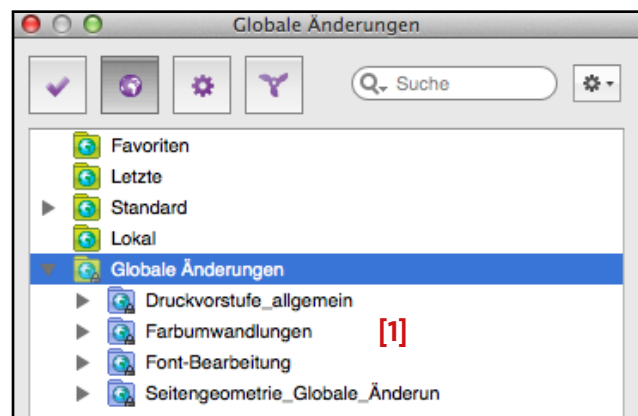 Globale Änderungen
Suche
Favoriten
Letzte
Standard
Lokal
Globale Änderungen
Druckvorstufe_allgemein
Farbumwandlungen [1]
Font-Bearbeitung
Seitengeometrie_Globale_Änderun